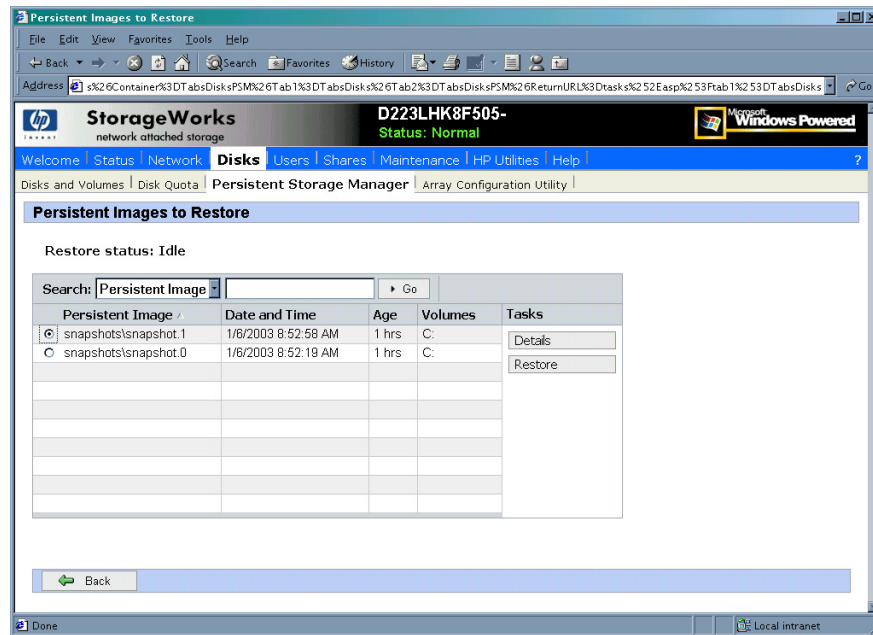 Persistent Images to Restore
File Edit View Favorites Tools Help
Back Search Favorites History
Address s%26Container%3DTabsDisksPSM%26Tab1%3DTabsDisks%26Tab2%3DTabsDisksPSM%26ReturnURL%3Dtasks%252Easp%253Ftab1%253DTabsDisks Go
hp StorageWorks D223LHK8F505- Microsoft Windows Powered
invent network attached storage Status: Normal
Welcome Status Network Disks Users Shares Maintenance HP Utilities Help ?
Disks and Volumes Disk Quota Persistent Storage Manager Array Configuration Utility
Persistent Images to Restore
Restore status: Idle
Search: Persistent Image Go
Persistent Image Date and Time Age Volumes Tasks
snapshots\snapshot.1 1/6/2003 8:52:58 AM 1 hrs C: Details
snapshots\snapshot.0 1/6/2003 8:52:19 AM 1 hrs C: Restore
Back
Done Local intranet